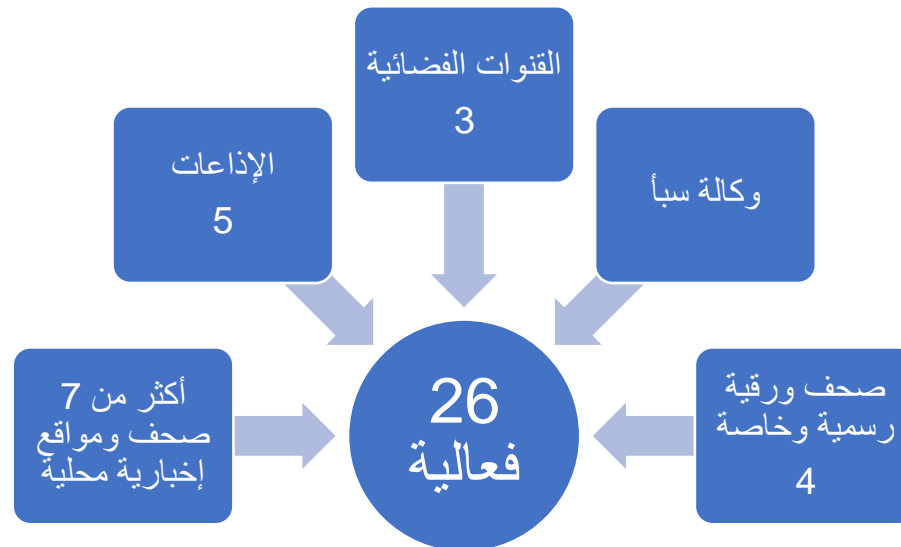 القنوات الفضائية
3
الإذاعات
5
وكالة سبأ
أكثر من 7
صحف ومواقع
إخبارية محلية
26
فعالية
صحف ورقية
رسمية وخاصة
4